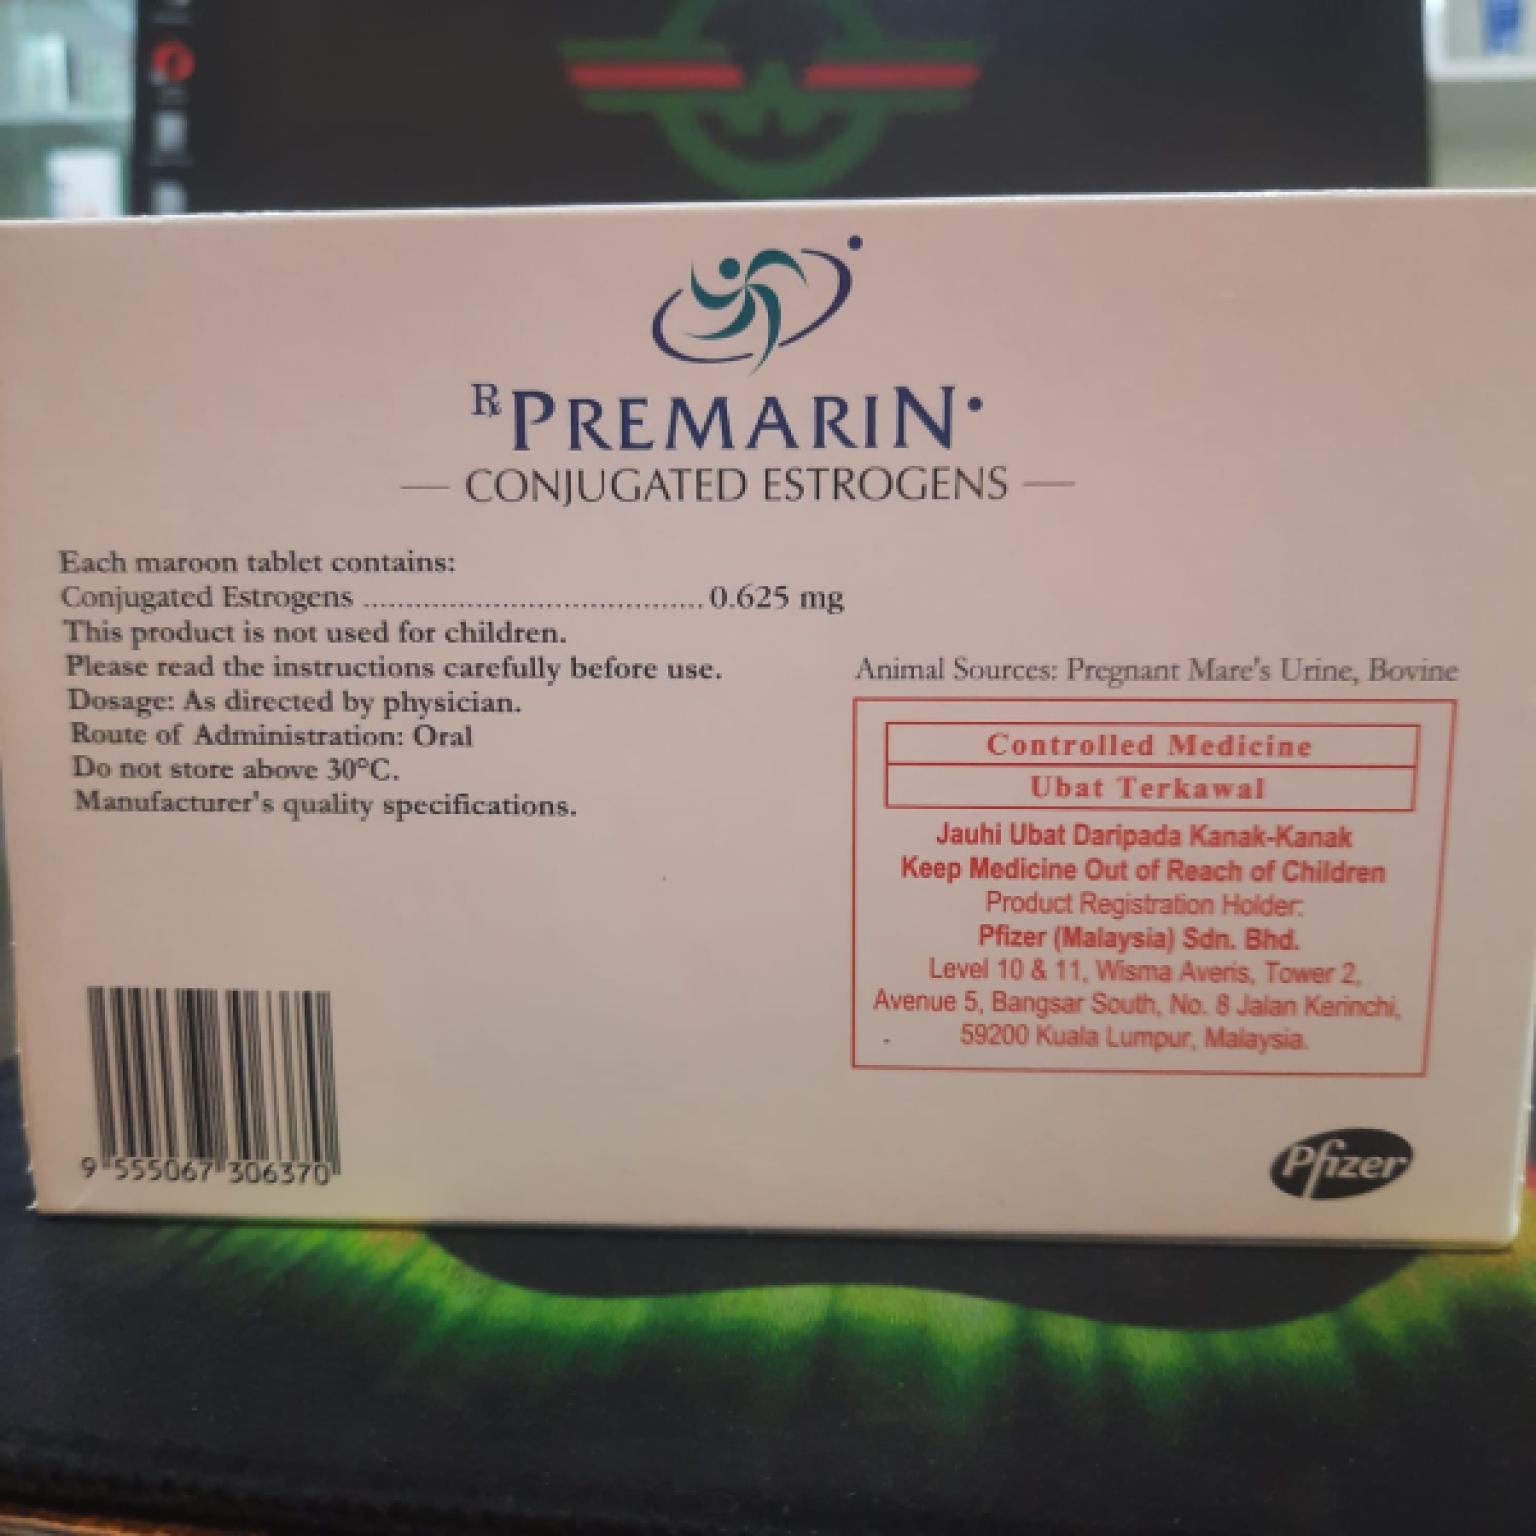 ℞ PREMARIN
— CONJUGATED ESTROGENS —
Each maroon tablet contains:
Conjugated Estrogens ....................................... 0.625 mg
This product is not used for children.
Please read the instructions carefully before use.
Dosage: As directed by physician.
Route of Administration: Oral
Do not store above 30°C.
Manufacturer's quality specifications.
Animal Sources: Pregnant Mare's Urine, Bovine
Controlled Medicine
Ubat Terkawal
Jauhi Ubat Daripada Kanak-Kanak
Keep Medicine Out of Reach of Children
Product Registration Holder:
Pfizer (Malaysia) Sdn. Bhd.
Level 10 & 11, Wisma Averis, Tower 2,
Avenue 5, Bangsar South, No. 8 Jalan Kerinchi,
59200 Kuala Lumpur, Malaysia.
9 555067 306370
Pfizer